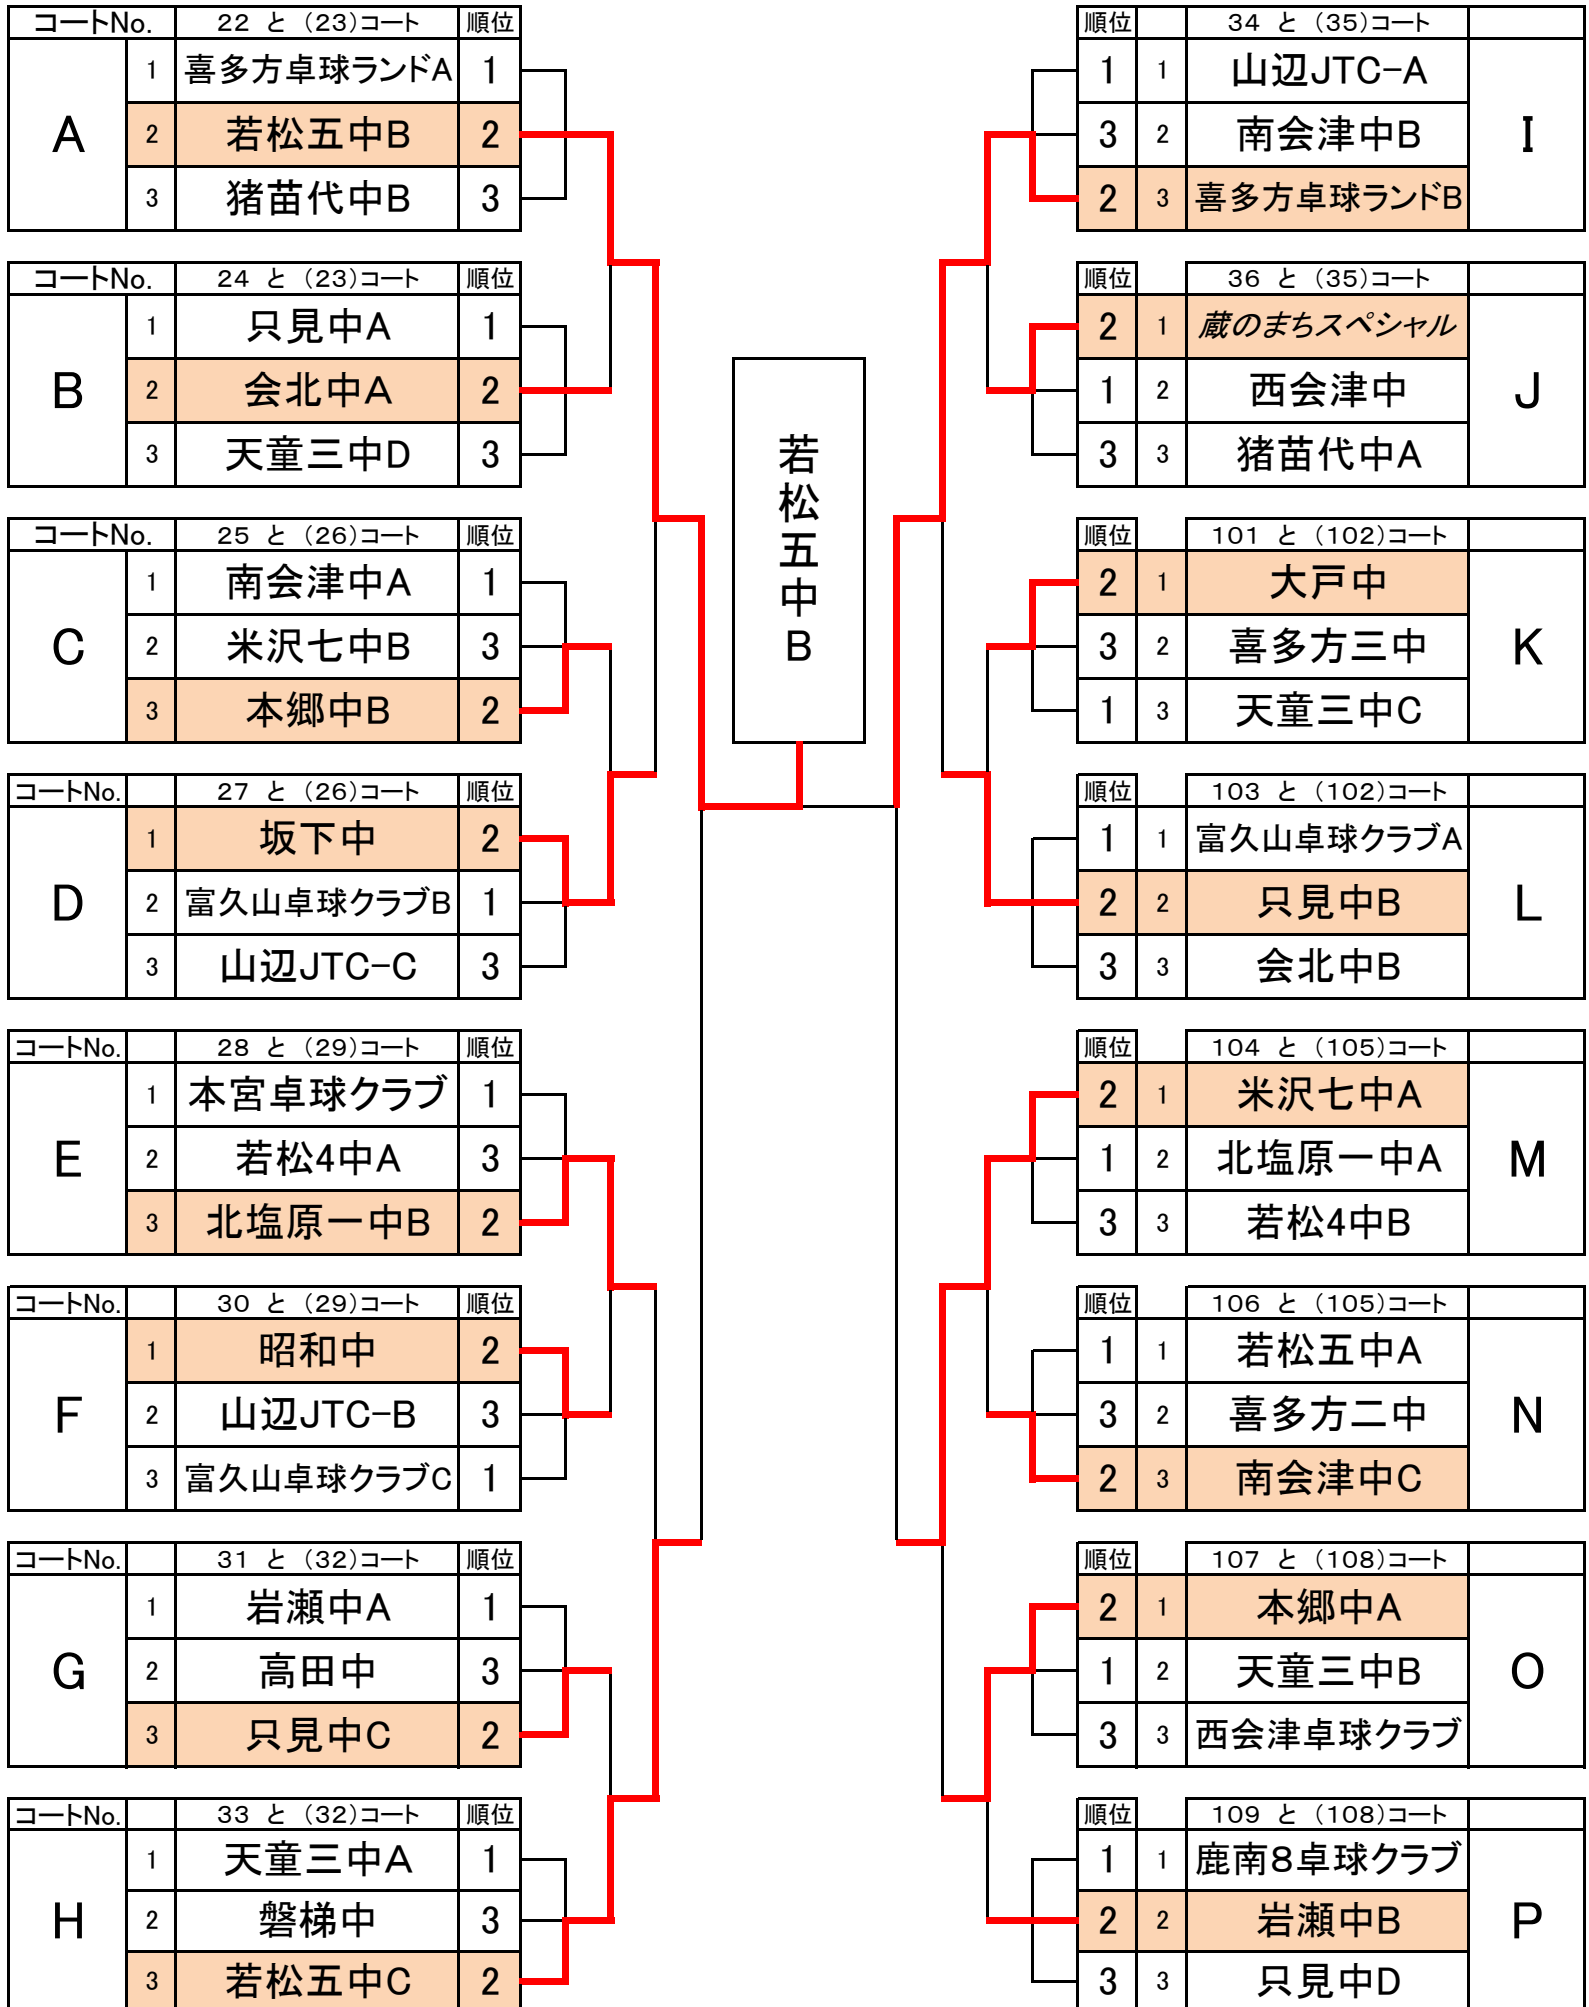 コートNo. 22 と (23)コート 順位
A
1 喜多方卓球ランドA 1
2 若松五中B 2
3 猪苗代中B 3
コートNo. 24 と (23)コート 順位
B
1 只見中A 1
2 会北中A 2
3 天童三中D 3
コートNo. 25 と (26)コート 順位
C
1 南会津中A 1
2 米沢七中B 3
3 本郷中B 2
コートNo. 27 と (26)コート 順位
D
1 坂下中 2
2 富久山卓球クラブB 1
3 山辺JTC-C 3
コートNo. 28 と (29)コート 順位
E
1 本宮卓球クラブ 1
2 若松4中A 3
3 北塩原一中B 2
コートNo. 30 と (29)コート 順位
F
1 昭和中 2
2 山辺JTC-B 3
3 富久山卓球クラブC 1
コートNo. 31 と (32)コート 順位
G
1 岩瀬中A 1
2 高田中 3
3 只見中C 2
コートNo. 33 と (32)コート 順位
H
1 天童三中A 1
2 磐梯中 3
3 若松五中C 2
若松五中B
順位 34 と (35)コート
I
1 1 山辺JTC-A
3 2 南会津中B
2 3 喜多方卓球ランドB
順位 36 と (35)コート
J
2 1 蔵のまちスペシャル
1 2 西会津中
3 3 猪苗代中A
順位 101 と (102)コート
K
2 1 大戸中
3 2 喜多方三中
1 3 天童三中C
順位 103 と (102)コート
L
1 1 富久山卓球クラブA
2 2 只見中B
3 3 会北中B
順位 104 と (105)コート
M
2 1 米沢七中A
1 2 北塩原一中A
3 3 若松4中B
順位 106 と (105)コート
N
1 1 若松五中A
3 2 喜多方二中
2 3 南会津中C
順位 107 と (108)コート
O
2 1 本郷中A
1 2 天童三中B
3 3 西会津卓球クラブ
順位 109 と (108)コート
P
1 1 鹿南8卓球クラブ
2 2 岩瀬中B
3 3 只見中D